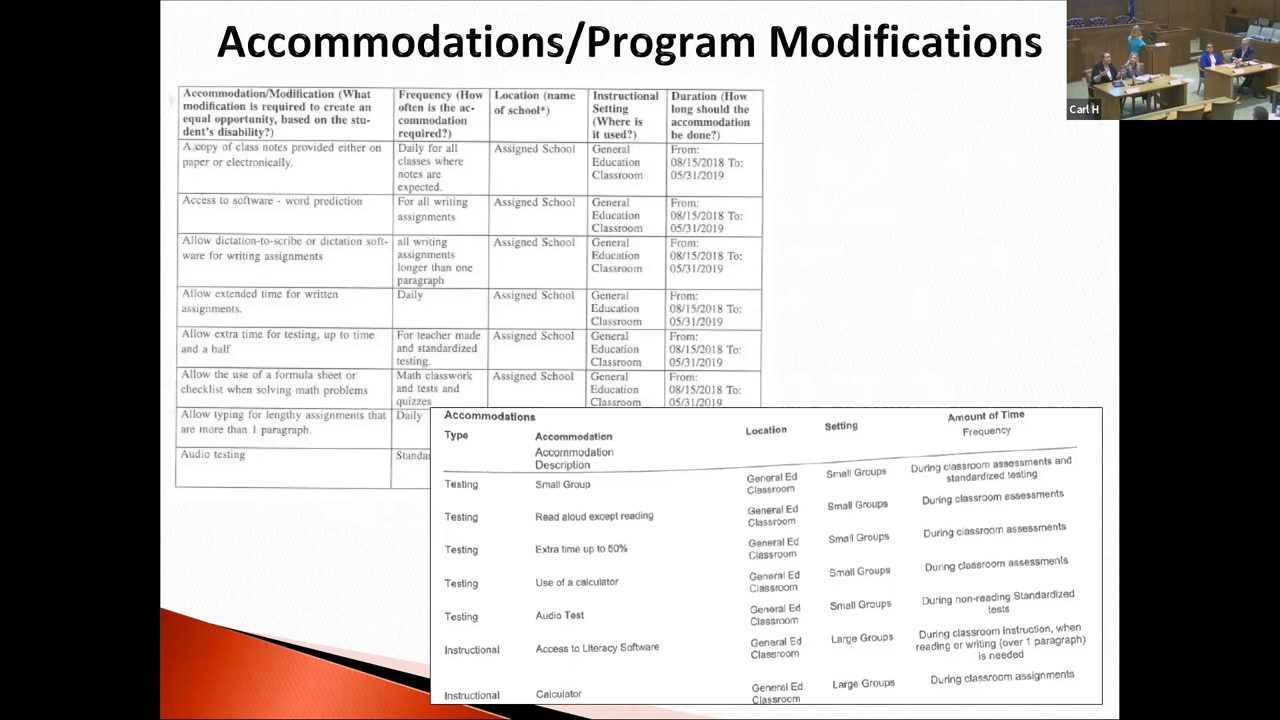 Accommodations/Program Modifications
Carl H
Accommodation/Modification (What
modification is required to create an
equal opportunity, based on the stu-
dent's disability?)
Frequency (How
often is the ac-
commodation
required?)
Location (name
of school*)
Instructional
Setting
(Where is
it used?)
Duration (How
long should the
accommodation
be done?)
A copy of class notes provided either on
paper or electronically.
Daily for all
classes where
notes are
expected.
Assigned School
General
Education
Classroom
From:
08/15/2018 To:
05/31/2019
Access to software - word prediction
For all writing
assignments
Assigned School
General
Education
Classroom
From:
08/15/2018 To:
05/31/2019
Allow dictation-to-scribe or dictation soft-
ware for writing assignments
all writing
assignments
longer than one
paragraph
Assigned School
General
Education
Classroom
From:
08/15/2018 To:
05/31/2019
Allow extended time for written
assignments.
Daily
Assigned School
General
Education
Classroom
From:
08/15/2018 To:
05/31/2019
Allow extra time for testing, up to time
and a half
For teacher made
and standardized
testing.
Assigned School
General
Education
Classroom
From:
08/15/2018 To:
05/31/2019
Allow the use of a formula sheet or
checklist when solving math problems
Math classwork
and tests and
quizzes
Assigned School
General
Education
Classroom
From:
08/15/2018 To:
05/31/2019
Allow typing for lengthy assignments that
are more than 1 paragraph.
Daily
Audio testing
Standa
Accommodations
Type
Accommodation
Accommodation
Description
Location
Setting
Amount of Time
Frequency
Testing
Small Group
General Ed
Classroom
Small Groups
During classroom assessments and
standardized testing
Testing
Read aloud except reading
General Ed
Classroom
Small Groups
During classroom assessments
Testing
Extra time up to 50%
General Ed
Classroom
Small Groups
During classroom assessments
Testing
Use of a calculator
General Ed
Classroom
Small Groups
During classroom assessments
Testing
Audio Test
General Ed
Classroom
Small Groups
During non-reading Standardized
tests
Instructional
Access to Literacy Software
General Ed
Classroom
Large Groups
During classroom instruction, when
reading or writing (over 1 paragraph)
is needed
Instructional
Calculator
General Ed
Classroom
Large Groups
During classroom assignments